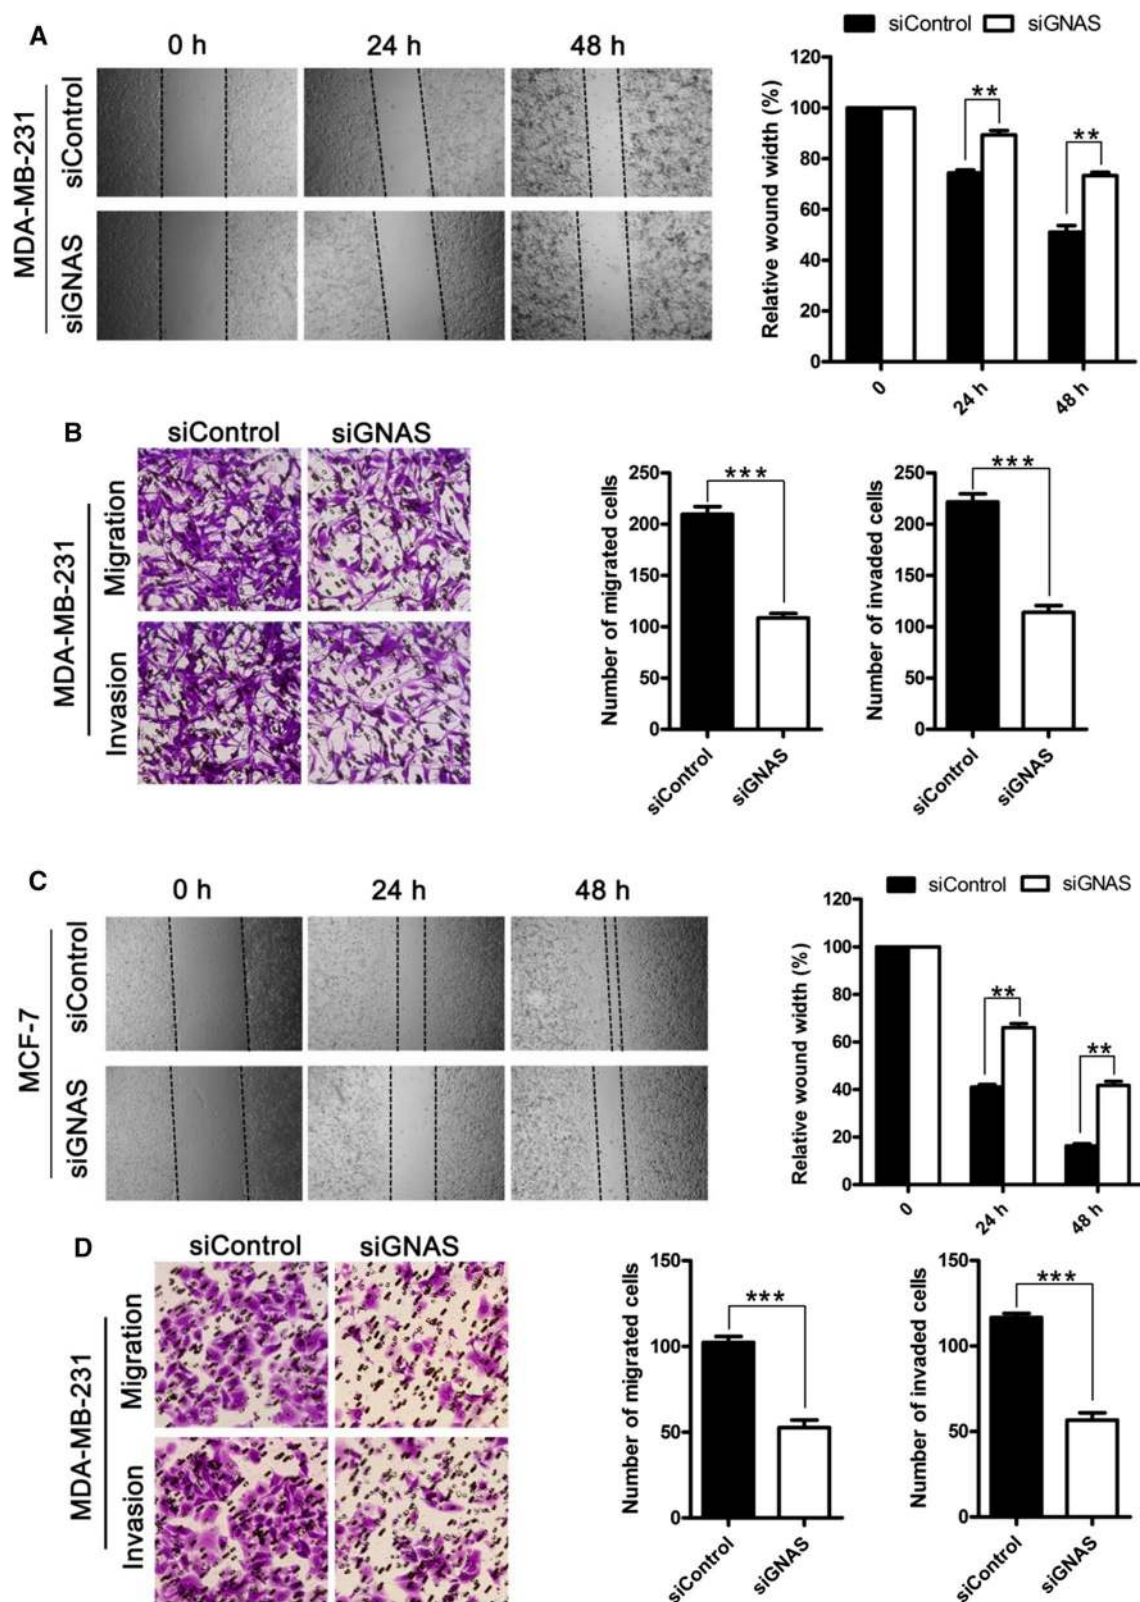 A
0 h
24 h
48 h
MDA-MB-231
siControl
siGNAS
siControl
siGNAS
Relative wound width (%)
120
100
80
60
40
20
0
**
**
0
24 h
48 h
B
siControl
siGNAS
MDA-MB-231
Migration
Invasion
Number of migrated cells
250
200
150
100
50
0
***
siControl
siGNAS
Number of invaded cells
250
200
150
100
50
0
***
siControl
siGNAS
C
0 h
24 h
48 h
MCF-7
siControl
siGNAS
siControl
siGNAS
Relative wound width (%)
120
100
80
60
40
20
0
**
**
0
24 h
48 h
D
siControl
siGNAS
MDA-MB-231
Migration
Invasion
Number of migrated cells
150
100
50
0
***
siControl
siGNAS
Number of invaded cells
150
100
50
0
***
siControl
siGNAS